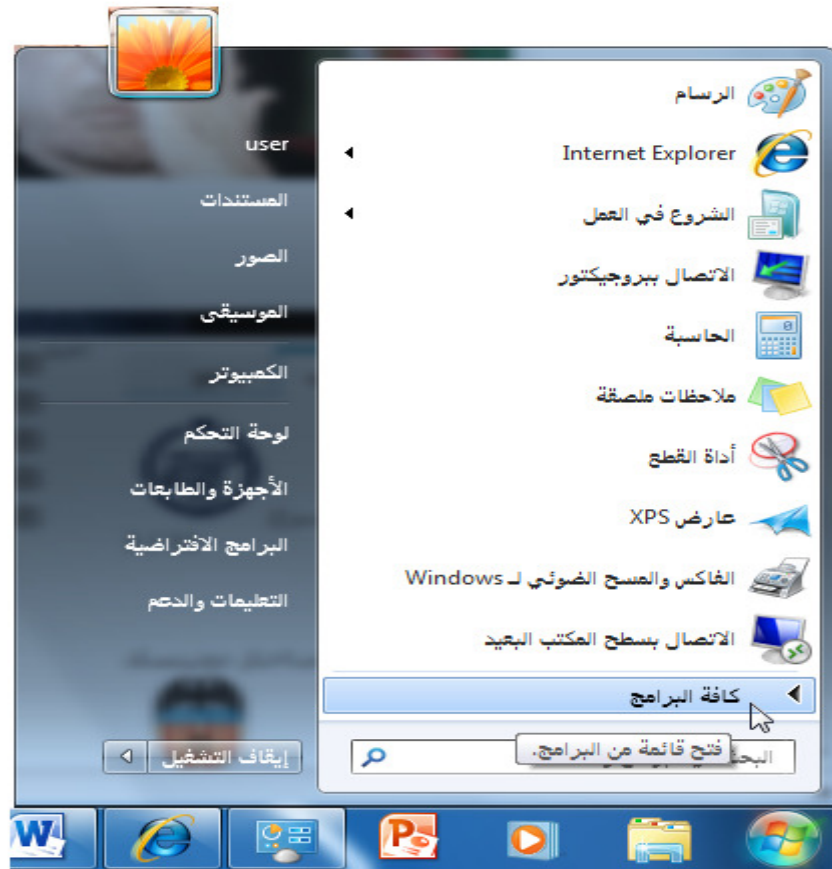 الرسام
Internet Explorer
الشروع في العمل
الاتصال ببروجيكتور
الحاسبة
ملاحظات ملصقة
أداة القطع
عارض XPS
الفاكس والمسح الضوئي لـ Windows
الاتصال بسطح المكتب البعيد
كافة البرامج
فتح قائمة من البرامج.
user
المستندات
الصور
الموسيقى
الكمبيوتر
لوحة التحكم
الأجهزة والطابعات
البرامج الافتراضية
التعليمات والدعم
إيقاف التشغيل